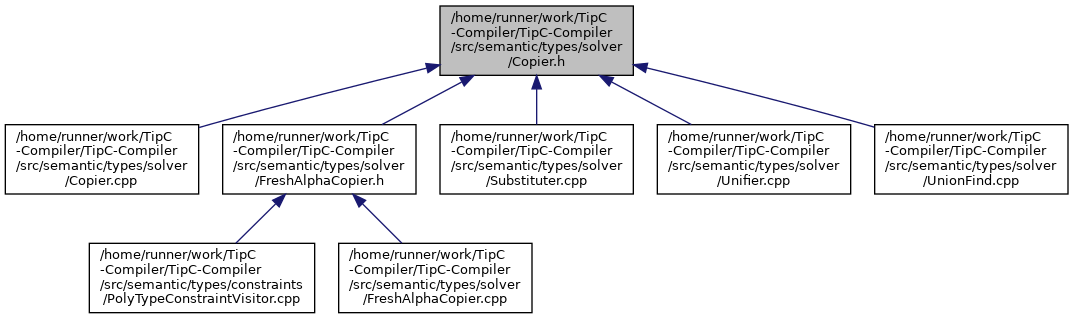 /home/runner/work/TipC
-Compiler/TipC-Compiler
/src/semantic/types/solver
/Copier.h
/home/runner/work/TipC
-Compiler/TipC-Compiler
/src/semantic/types/solver
/Copier.cpp
/home/runner/work/TipC
-Compiler/TipC-Compiler
/src/semantic/types/solver
/FreshAlphaCopier.h
/home/runner/work/TipC
-Compiler/TipC-Compiler
/src/semantic/types/solver
/Substituter.cpp
/home/runner/work/TipC
-Compiler/TipC-Compiler
/src/semantic/types/solver
/Unifier.cpp
/home/runner/work/TipC
-Compiler/TipC-Compiler
/src/semantic/types/solver
/UnionFind.cpp
/home/runner/work/TipC
-Compiler/TipC-Compiler
/src/semantic/types/constraints
/PolyTypeConstraintVisitor.cpp
/home/runner/work/TipC
-Compiler/TipC-Compiler
/src/semantic/types/solver
/FreshAlphaCopier.cpp